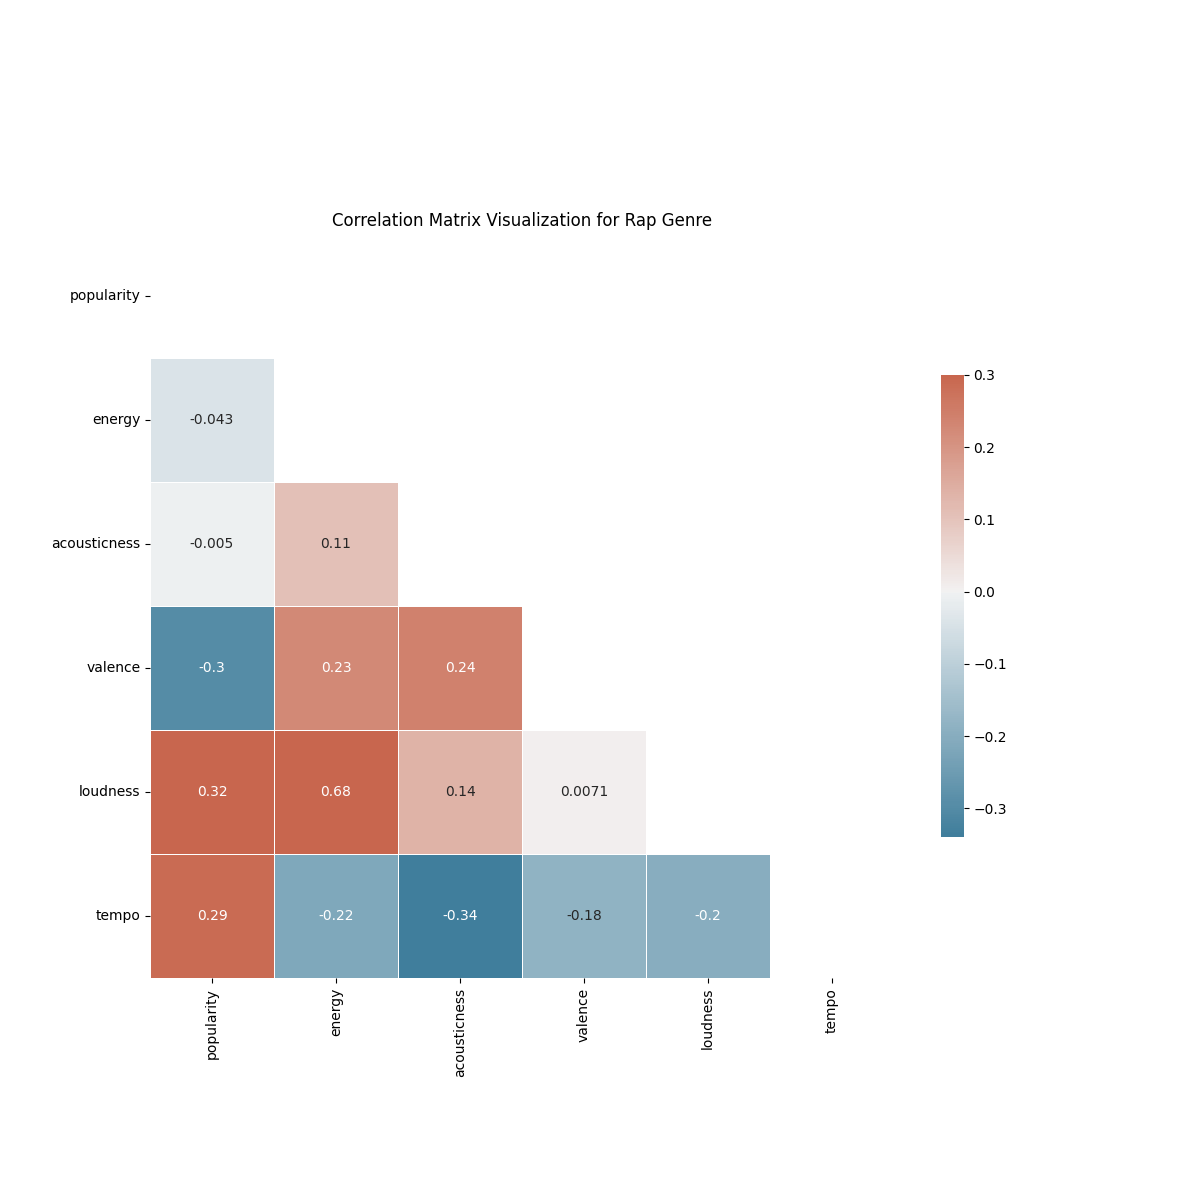 Correlation Matrix Visualization for Rap Genre
popularity
energy
-0.043
acousticness
-0.005
0.11
valence
-0.3
0.23
0.24
loudness
0.32
0.68
0.14
0.0071
tempo
0.29
-0.22
-0.34
-0.18
-0.2
popularity
energy
acousticness
valence
loudness
tempo
0.3
0.2
0.1
0.0
−0.1
−0.2
−0.3